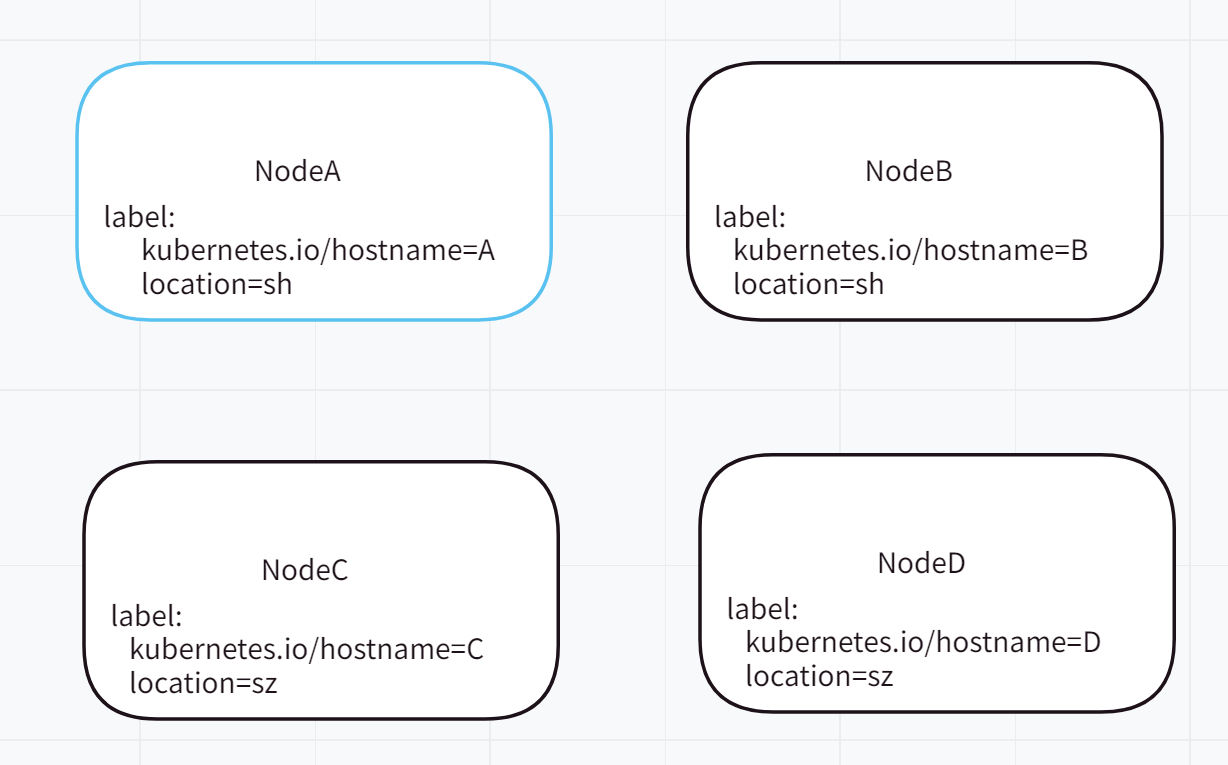 NodeA
label:
kubernetes.io/hostname=A
location=sh
NodeB
label:
kubernetes.io/hostname=B
location=sh
NodeC
label:
kubernetes.io/hostname=C
location=sz
NodeD
label:
kubernetes.io/hostname=D
location=sz